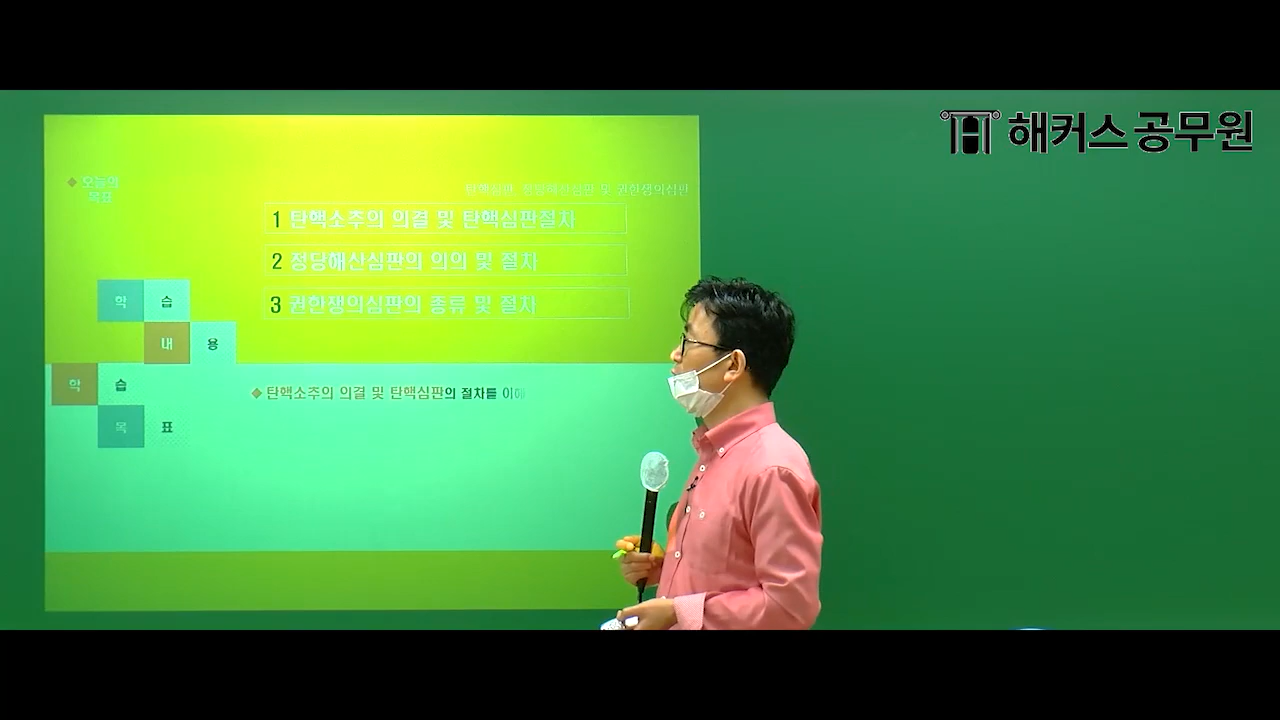 해커스 공무원
오늘의
목표
탄핵심판, 정당해산심판 및 권한쟁의심판
1 탄핵소추의 의결 및 탄핵심판절차
2 정당해산심판의 의의 및 절차
3 권한쟁의심판의 종류 및 절차
학습
내용
학습
목표
탄핵소추의 의결 및 탄핵심판의 절차를 이해